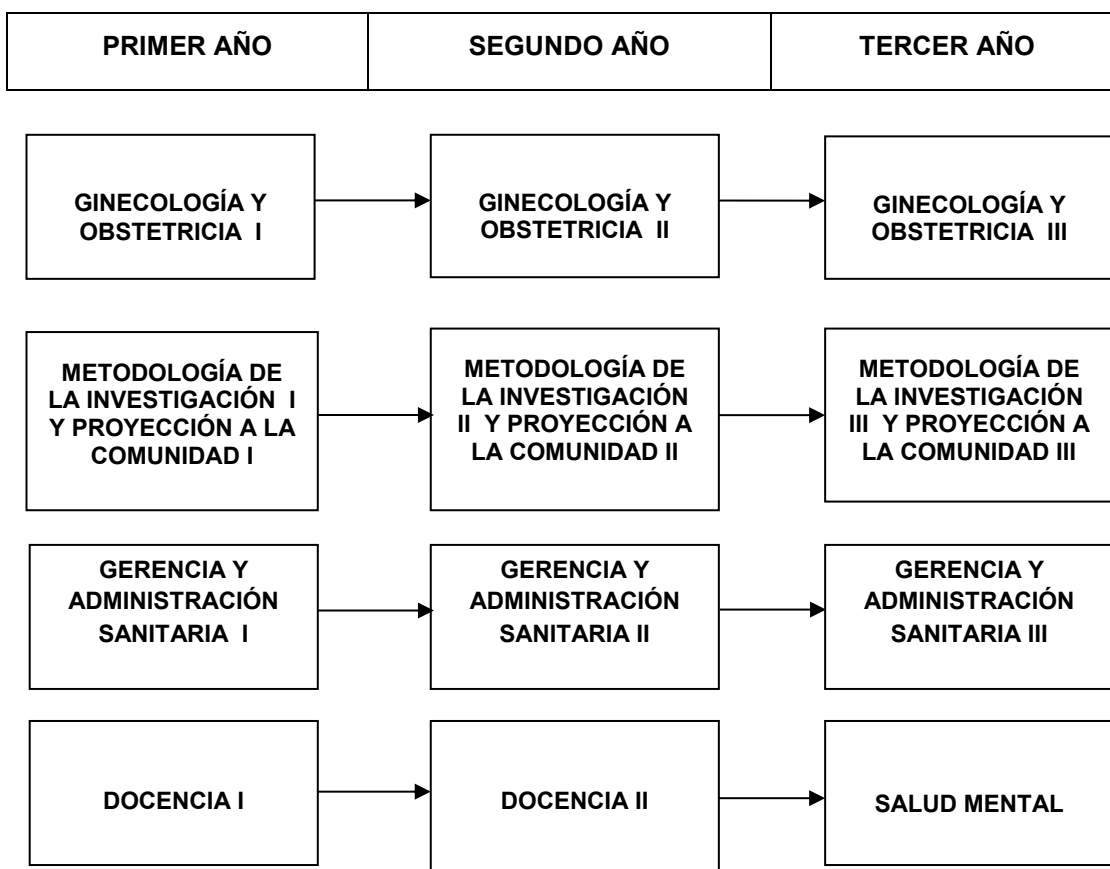 PRIMER AÑO
SEGUNDO AÑO
TERCER AÑO
GINECOLOGÍA Y
OBSTETRICIA I
GINECOLOGÍA Y
OBSTETRICIA II
GINECOLOGÍA Y
OBSTETRICIA III
METODOLOGÍA DE
LA INVESTIGACIÓN I
Y PROYECCIÓN A LA
COMUNIDAD I
METODOLOGÍA DE
LA INVESTIGACIÓN
II Y PROYECCIÓN A
LA COMUNIDAD II
METODOLOGÍA DE
LA INVESTIGACIÓN
III Y PROYECCIÓN A
LA COMUNIDAD III
GERENCIA Y
ADMINISTRACIÓN
SANITARIA I
GERENCIA Y
ADMINISTRACIÓN
SANITARIA II
GERENCIA Y
ADMINISTRACIÓN
SANITARIA III
DOCENCIA I
DOCENCIA II
SALUD MENTAL